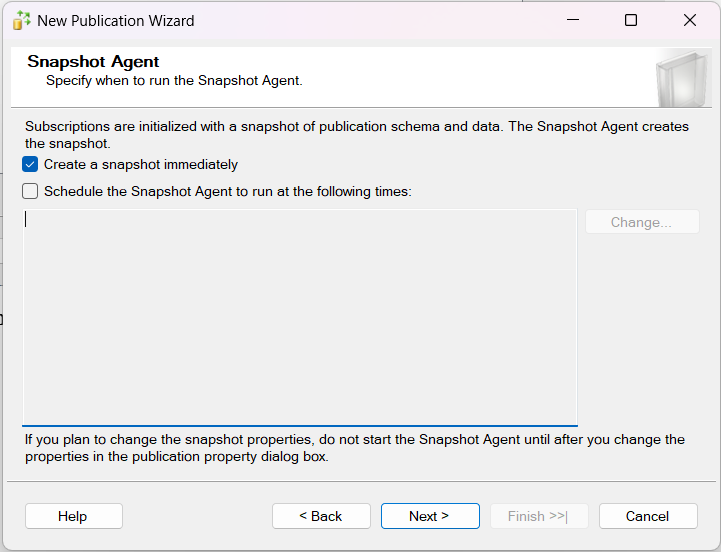 New Publication Wizard
Snapshot Agent
Specify when to run the Snapshot Agent.
Subscriptions are initialized with a snapshot of publication schema and data. The Snapshot Agent creates
the snapshot.
Create a snapshot immediately
Schedule the Snapshot Agent to run at the following times:
Change...
If you plan to change the snapshot properties, do not start the Snapshot Agent until after you change the
properties in the publication property dialog box.
Help
< Back
Next >
Finish >>|
Cancel